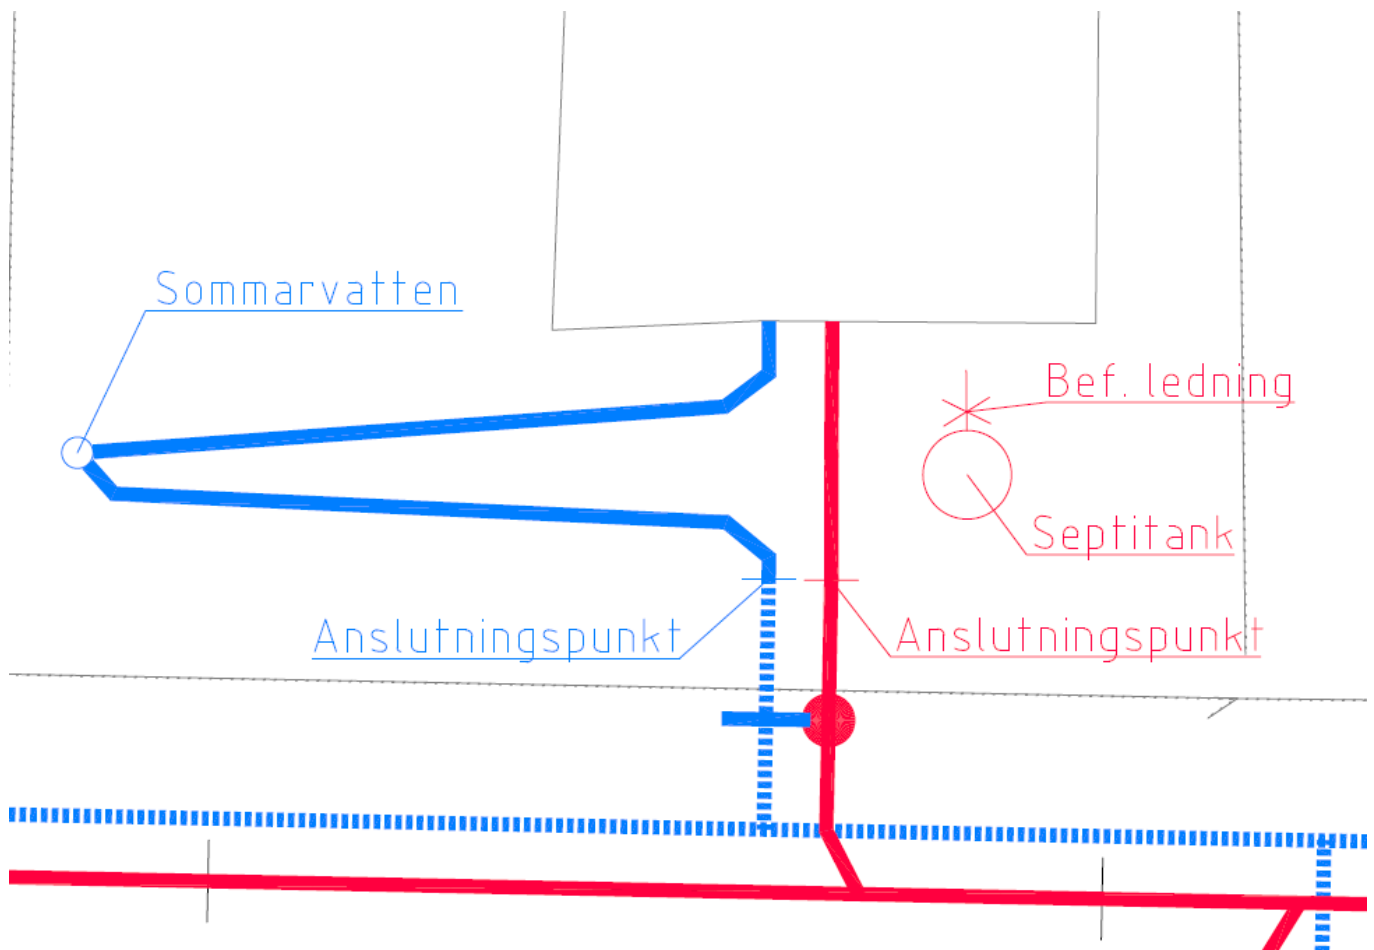 Sommarvatten
Bef. ledning
Septitank
Anslutningspunkt
Anslutningspunkt